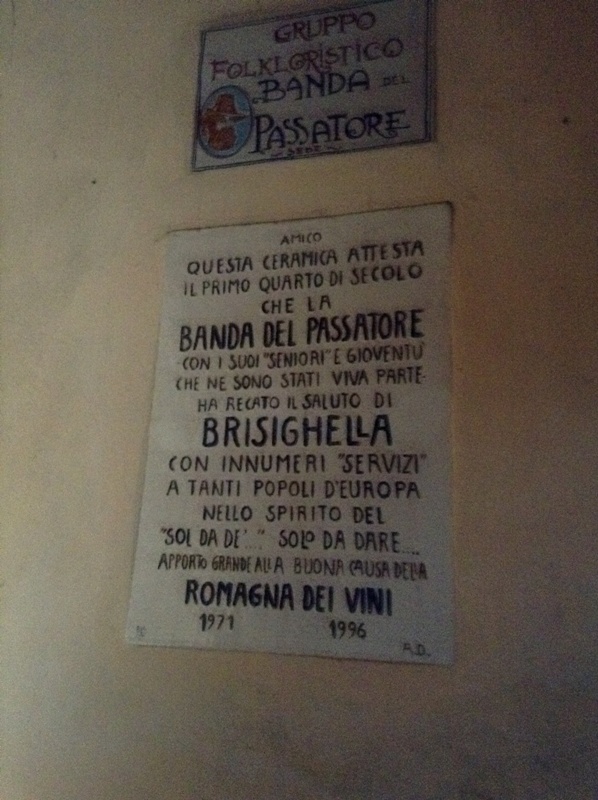 GRUPPO
FOLKLORISTICO
BANDA DEL
PASSATORE
SEDE
AMICO
QUESTA CERAMICA ATTESTA
IL PRIMO QUARTO DI SECOLO
CHE LA
BANDA DEL PASSATORE
-CON I SUOI "SENIORI" E GIOVENTU'
CHE NE SONO STATI VIVA PARTE-
HA RECATO IL SALUTO DI
BRISIGHELLA
CON INNUMERI "SERVIZI"
A TANTI POPOLI D'EUROPA
NELLO SPIRITO DEL
"SOL DA DE'...." SOLO DA DARE....
APPORTO GRANDE ALLA BUONA CAUSA DELLA
ROMAGNA DEI VINI
1971 1996
A.D.